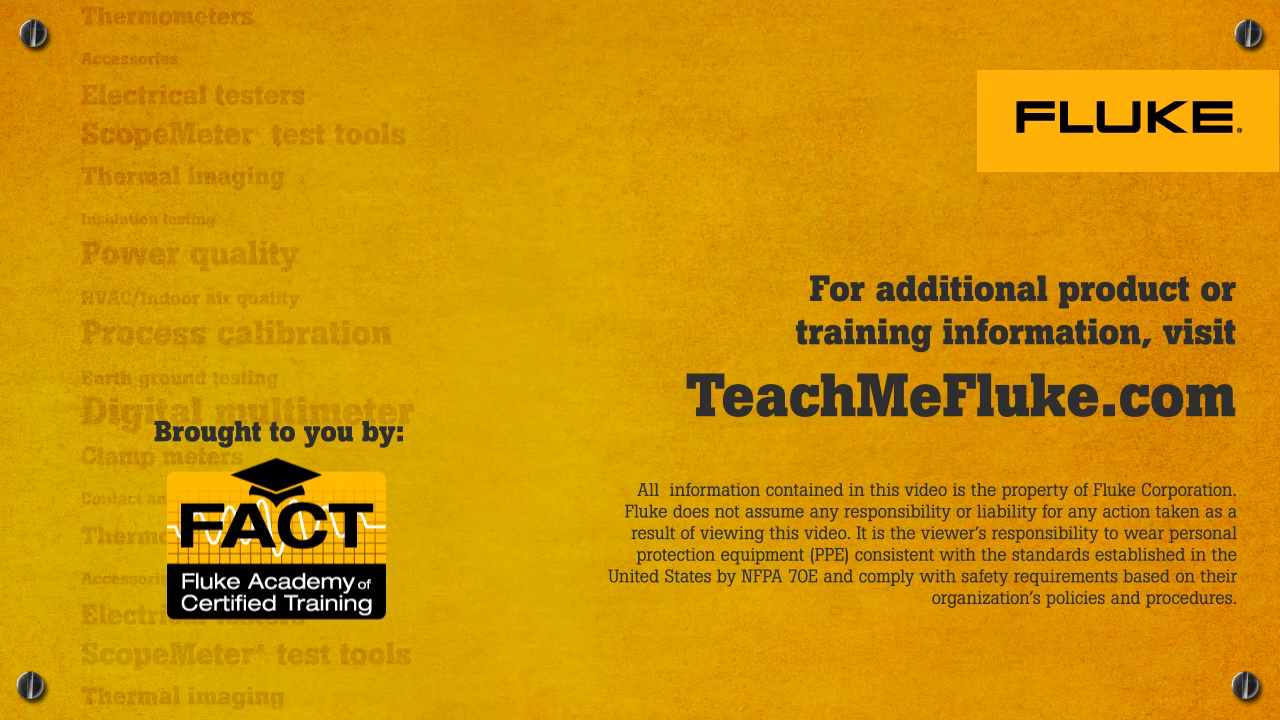 Thermometers
Accessories
Electrical testers
ScopeMeter® test tools
Thermal imaging
Insulation testing
Power quality
HVAC/Indoor air quality
Process calibration
Earth ground testing
Digital multimeter
Clamp meters
Contact an
Thermo
Accessories
Electrical testers
ScopeMeter® test tools
Thermal imaging
Brought to you by:
FACT
Fluke Academy of
Certified Training
FLUKE®
For additional product or
training information, visit
TeachMeFluke.com
All  information contained in this video is the property of Fluke Corporation.
Fluke does not assume any responsibility or liability for any action taken as a
result of viewing this video. It is the viewer's responsibility to wear personal
protection equipment (PPE) consistent with the standards established in the
United States by NFPA 70E and comply with safety requirements based on their
organization's policies and procedures.